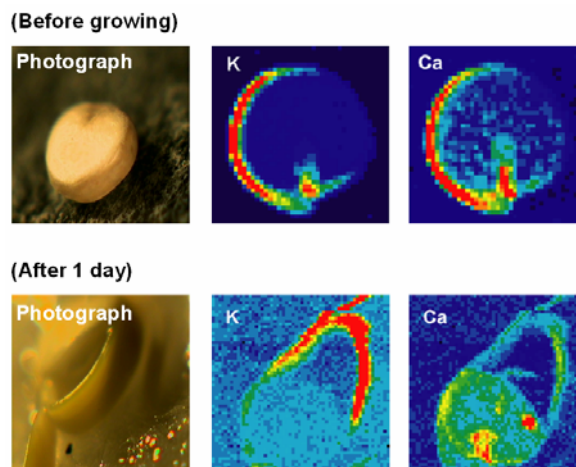 (Before growing)
Photograph
K
Ca
(After 1 day)
Photograph
K
Ca